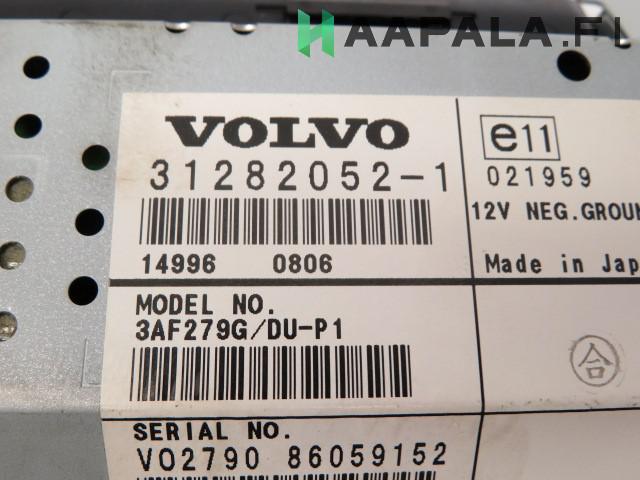 HAAPALA.FI
VOLVO
31282052-1
14996 0806
MODEL NO.
3AF279G/DU-P1
SERIAL NO.
VO2790 86059152
e11
021959
12V NEG.GROUN
Made in Jap
合